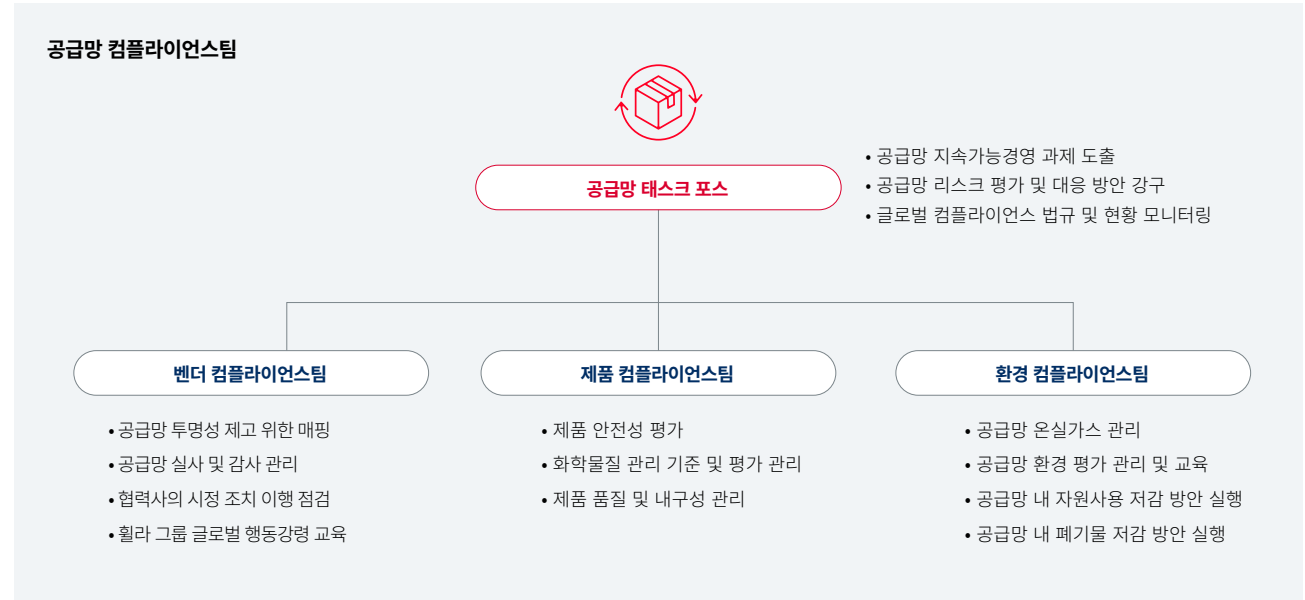 공급망 컴플라이언스팀
공급망 태스크 포스
• 공급망 지속가능경영 과제 도출
• 공급망 리스크 평가 및 대응 방안 강구
• 글로벌 컴플라이언스 법규 및 현황 모니터링
벤더 컴플라이언스팀
• 공급망 투명성 제고 위한 매핑
• 공급망 실사 및 감사 관리
• 협력사의 시정 조치 이행 점검
• 휠라 그룹 글로벌 행동강령 교육
제품 컴플라이언스팀
• 제품 안전성 평가
• 화학물질 관리 기준 및 평가 관리
• 제품 품질 및 내구성 관리
환경 컴플라이언스팀
• 공급망 온실가스 관리
• 공급망 환경 평가 관리 및 교육
• 공급망 내 자원사용 저감 방안 실행
• 공급망 내 폐기물 저감 방안 실행